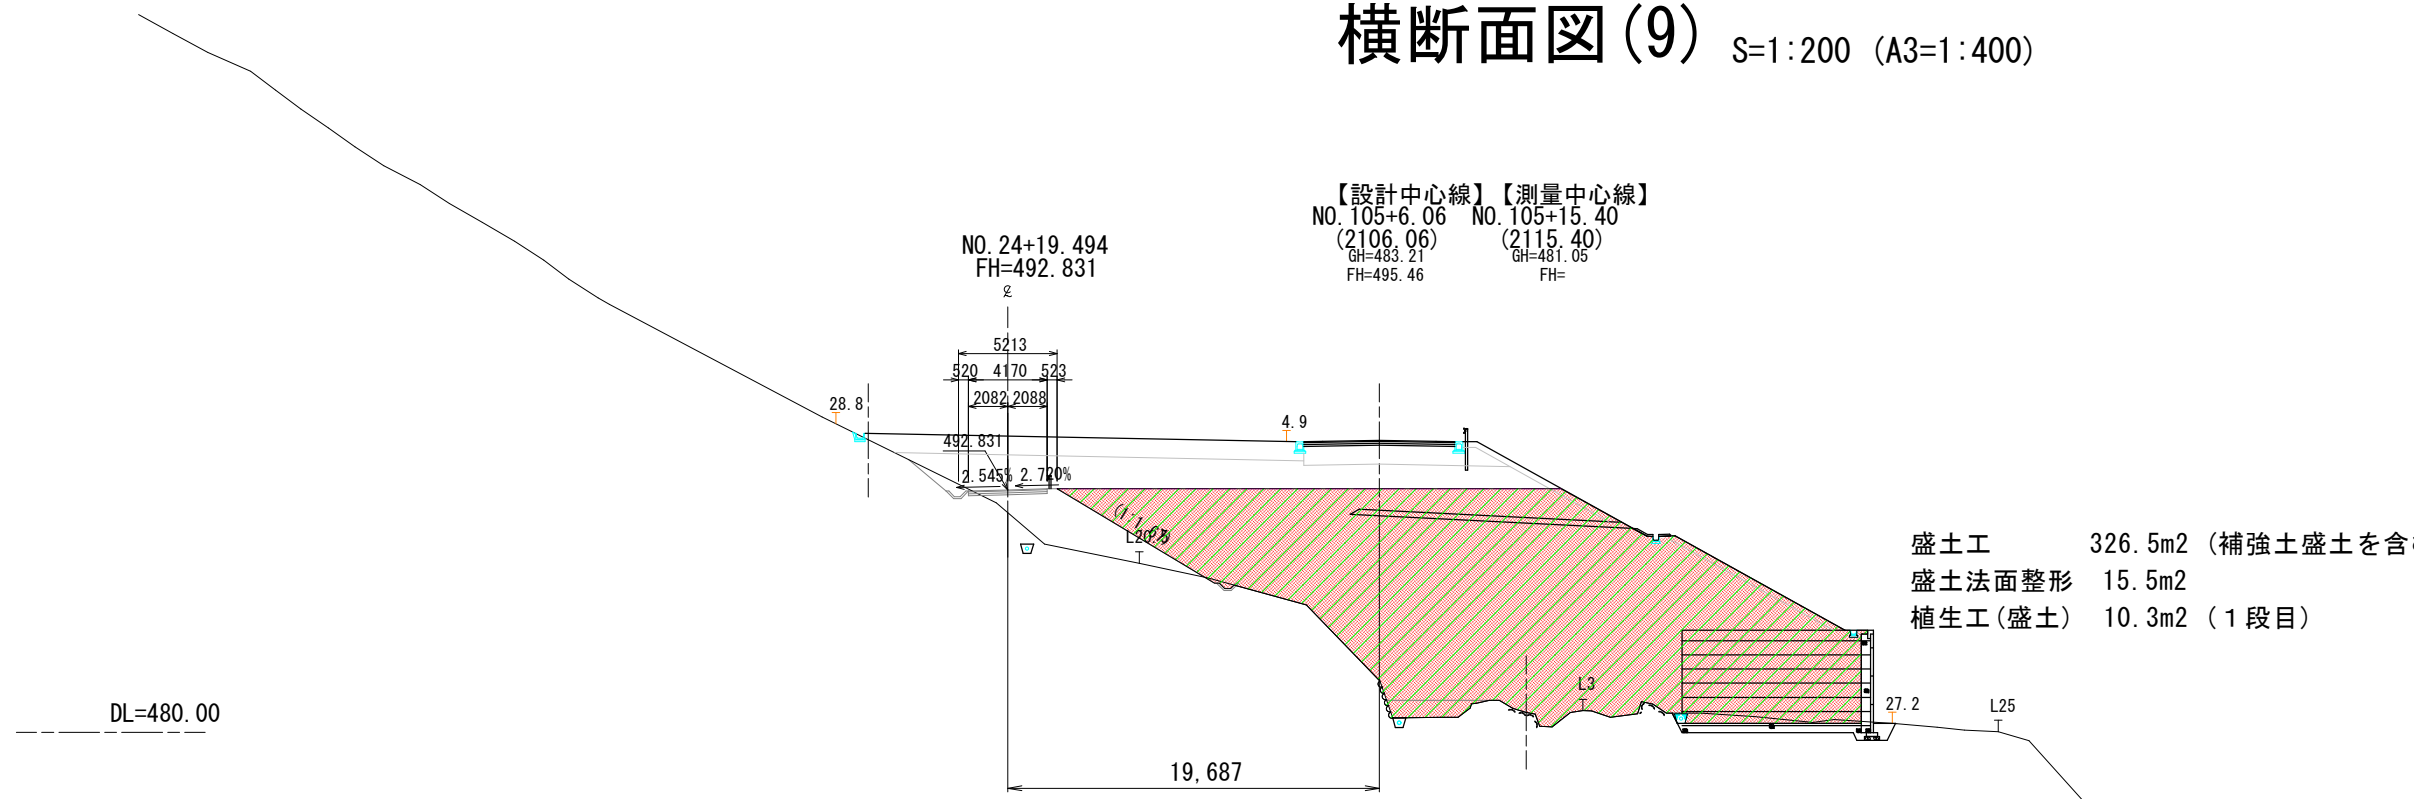 横断面図(9) S=1:200 (A3=1:400)
【設計中心線】【測量中心線】
NO.105+6.06 NO.105+15.40
(2106.06) (2115.40)
GH=483.21 GH=481.05
FH=495.46 FH=
NO.24+19.494
FH=492.831
5213
520 4170 523
2082 2088
28.8
4.9
492.831
2.545% 2.720%
盛土工 326.5m2 (補強土盛土を含
盛土法面整形 15.5m2
植生工(盛土) 10.3m2 (1段目)
L3
27.2
L25
DL=480.00
19,687